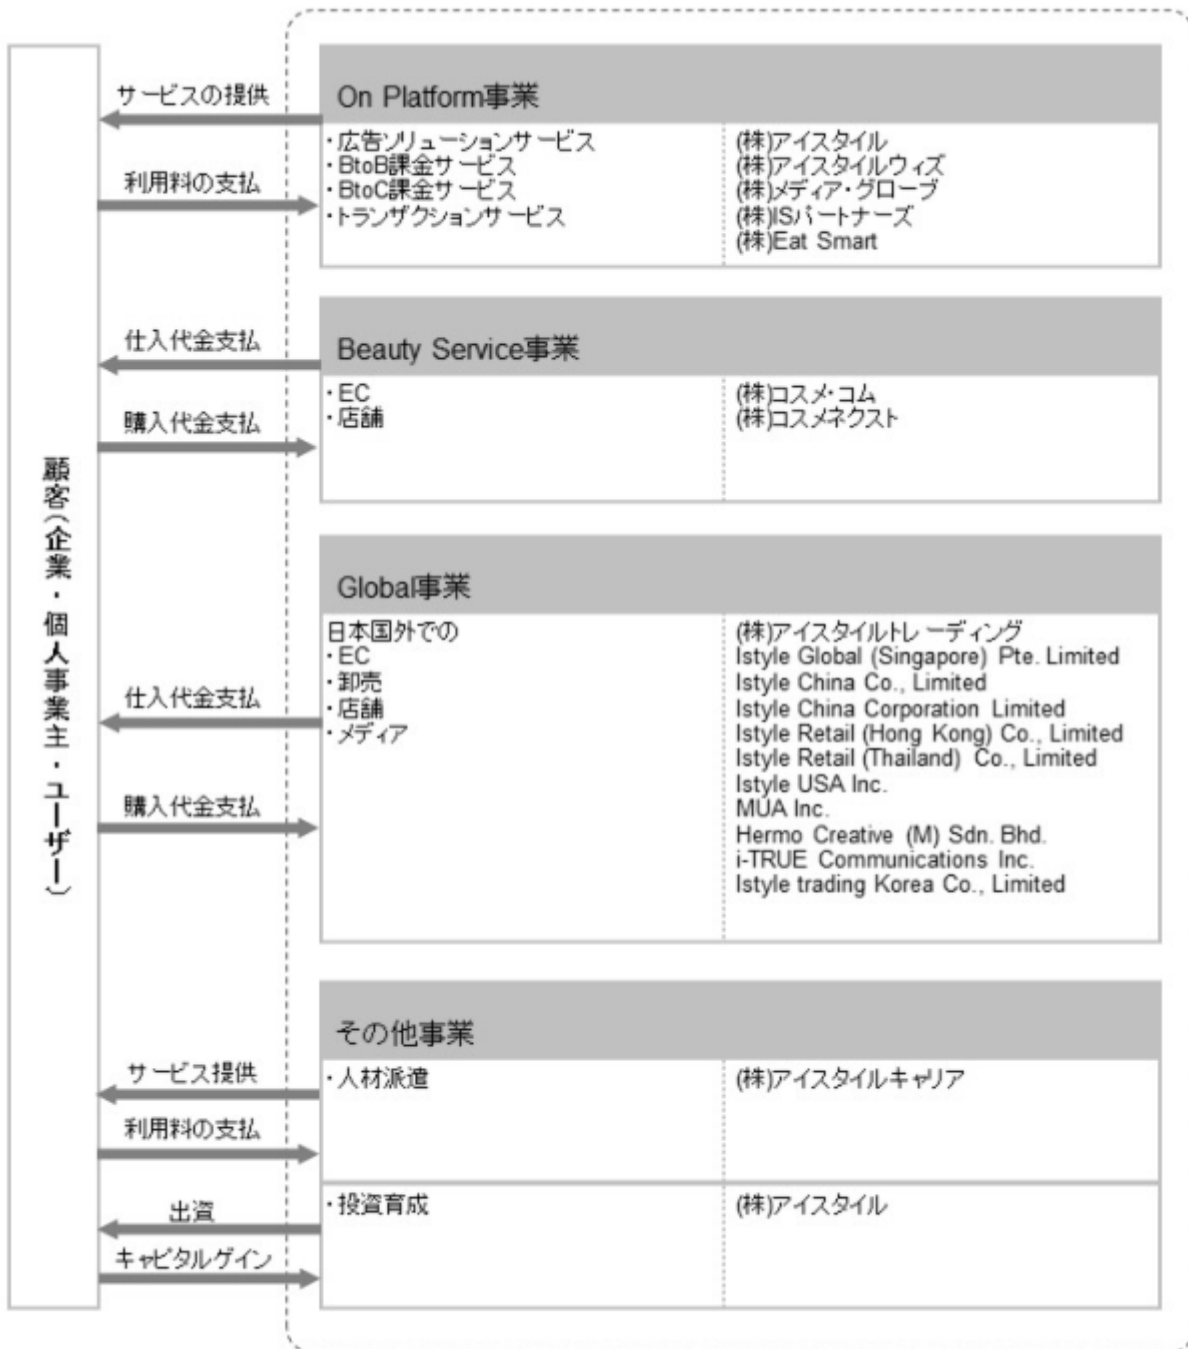 顧客(企業・個人事業主・ユーザー)
サービスの提供
利用料の支払
On Platform事業
・広告ソリューションサービス
・BtoB課金サービス
・BtoC課金サービス
・トランザクションサービス
(株)アイスタイル
(株)アイスタイルウィズ
(株)メディア・グローブ
(株)ISパートナーズ
(株)Eat Smart
仕入代金支払
購入代金支払
Beauty Service事業
・EC
・店舗
(株)コスメ・コム
(株)コスメネクスト
仕入代金支払
購入代金支払
Global事業
日本国外での
・EC
・卸売
・店舗
・メディア
(株)アイスタイルトレーディング
Istyle Global (Singapore) Pte. Limited
Istyle China Co., Limited
Istyle China Corporation Limited
Istyle Retail (Hong Kong) Co., Limited
Istyle Retail (Thailand) Co., Limited
Istyle USA Inc.
MUA Inc.
Hermo Creative (M) Sdn. Bhd.
i-TRUE Communications Inc.
Istyle trading Korea Co., Limited
サービス提供
利用料の支払
その他事業
・人材派遣
(株)アイスタイルキャリア
出資
キャピタルゲイン
・投資育成
(株)アイスタイル